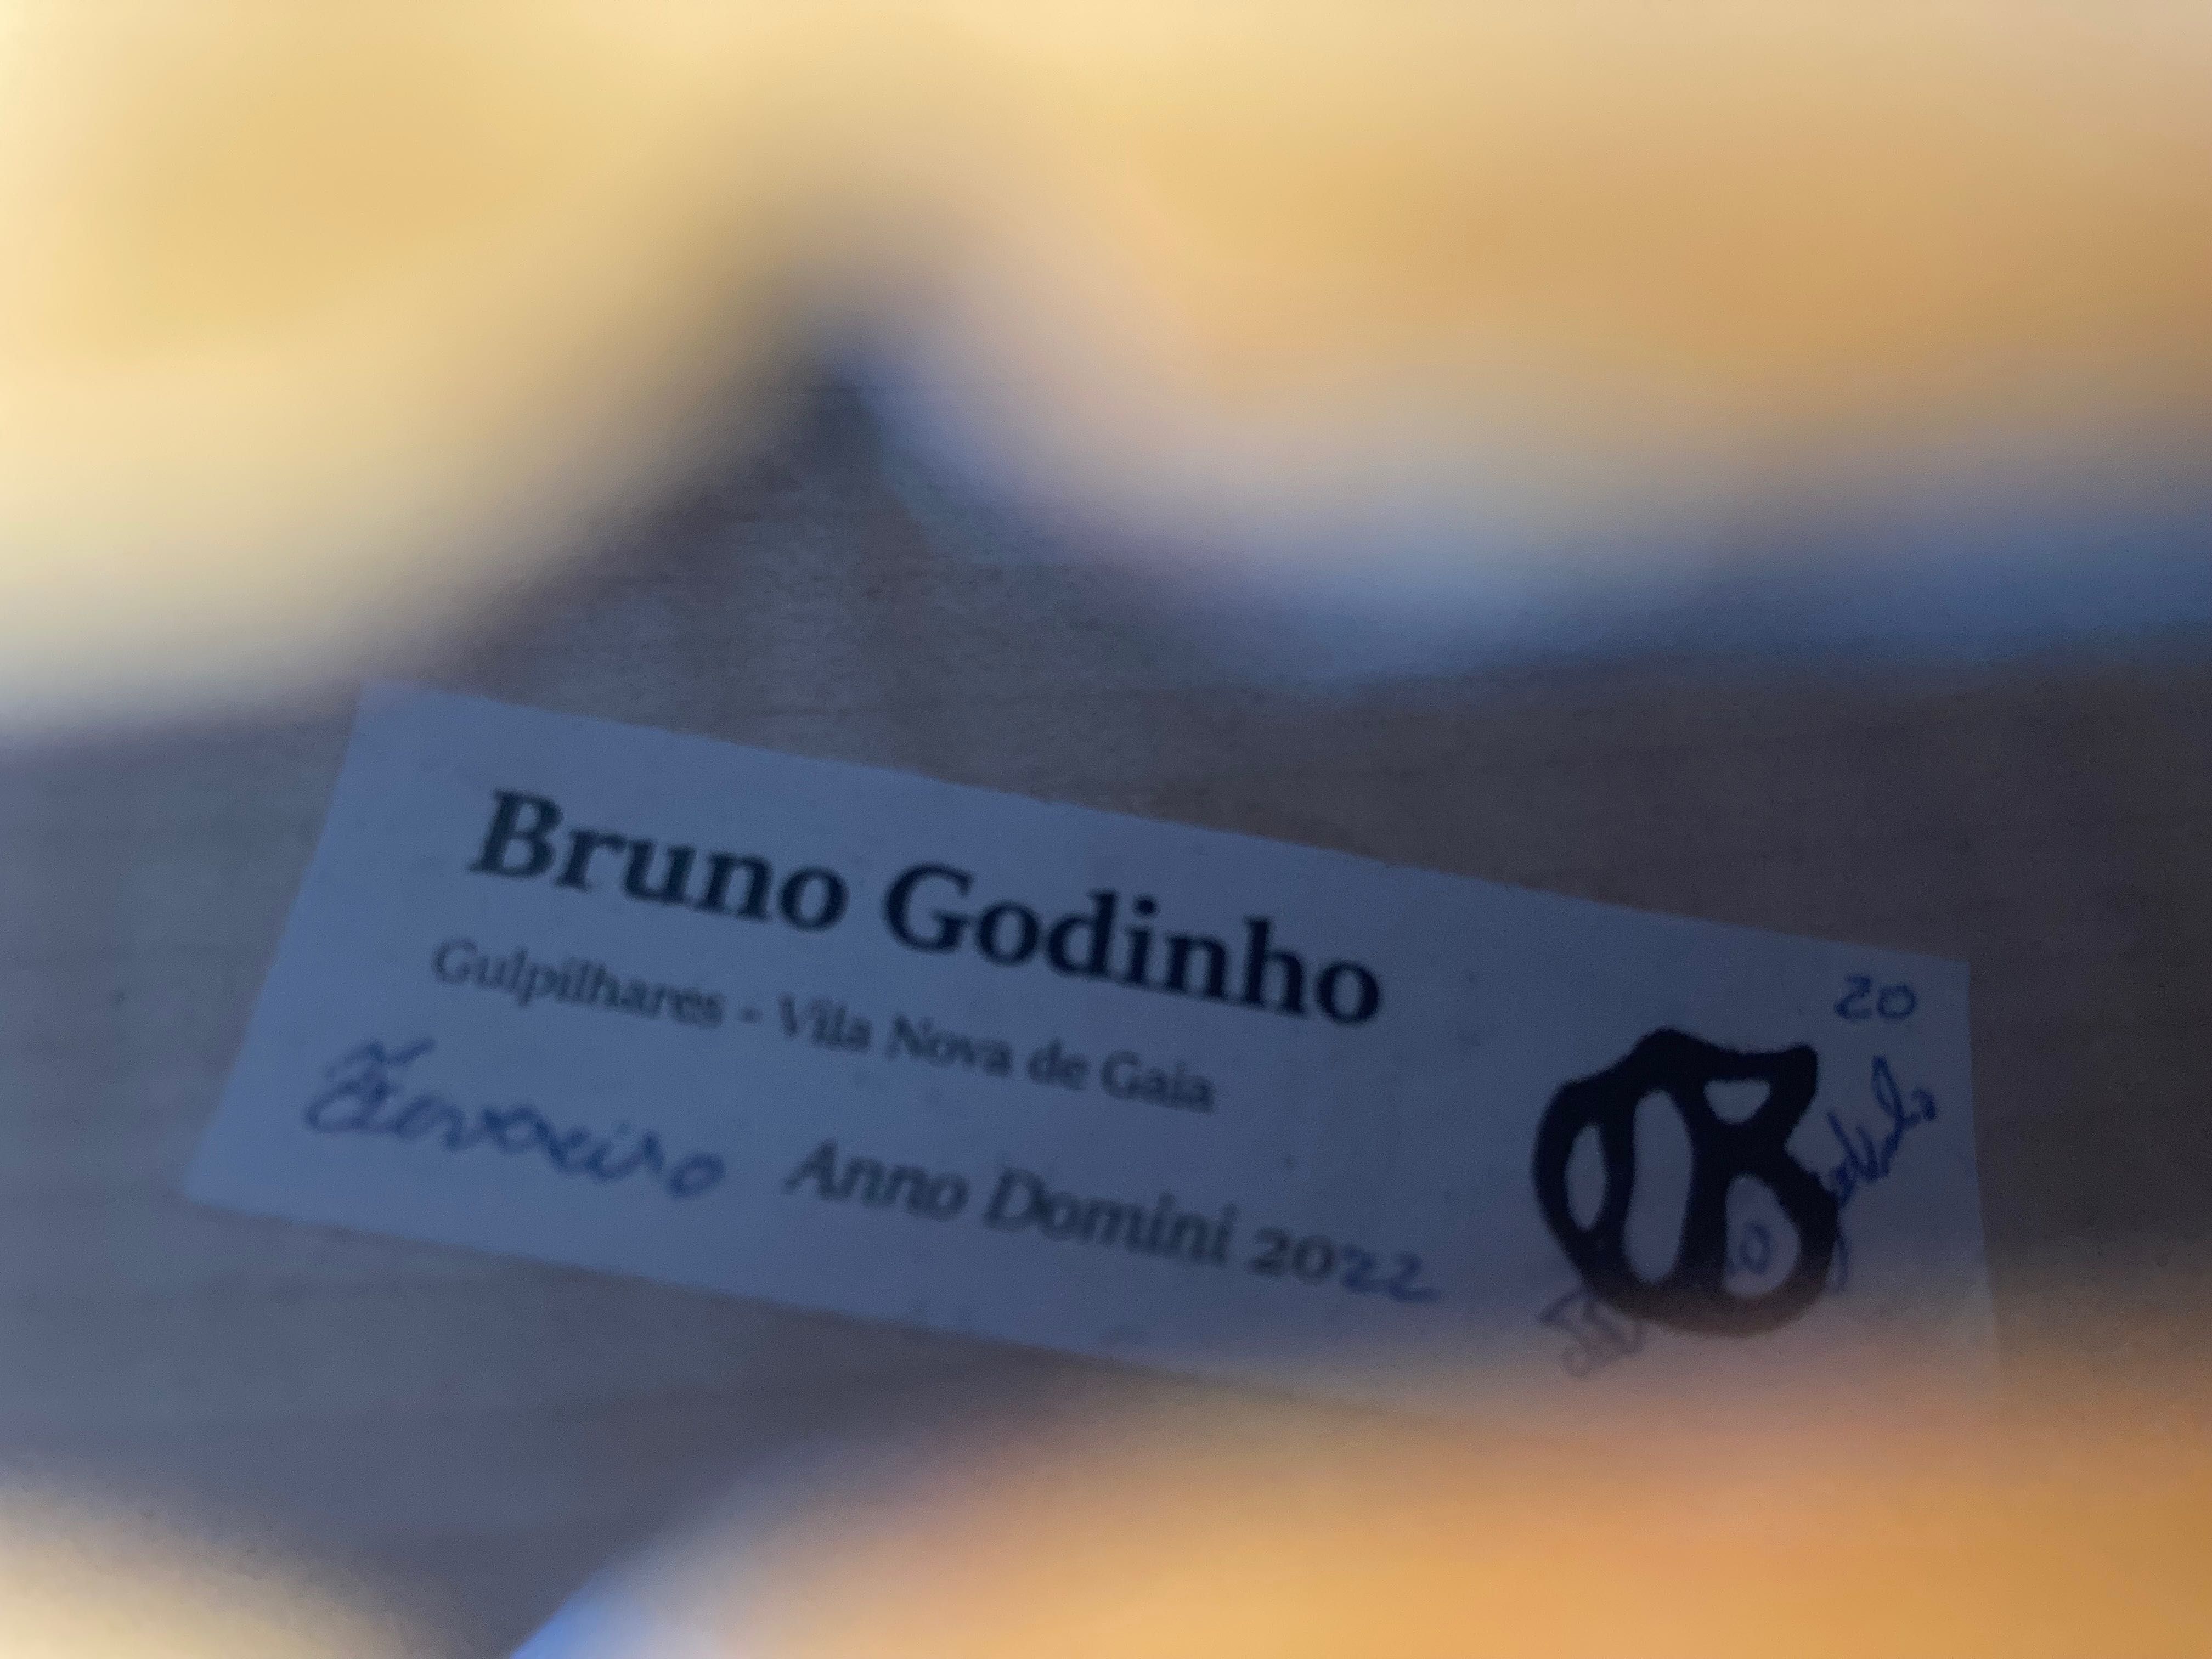 Bruno Godinho
Gulpilhares - Vila Nova de Gaia
Fevereiro Anno Domini 2022
20